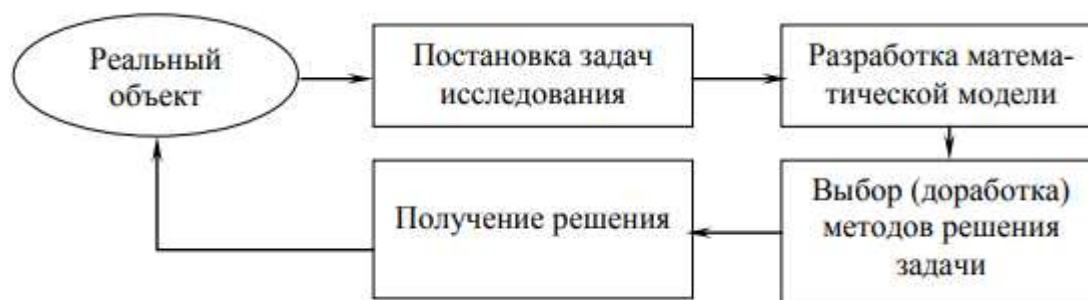 Реальный
объект
Постановка задач
исследования
Разработка матема-
тической модели
Выбор (доработка)
методов решения
задачи
Получение решения